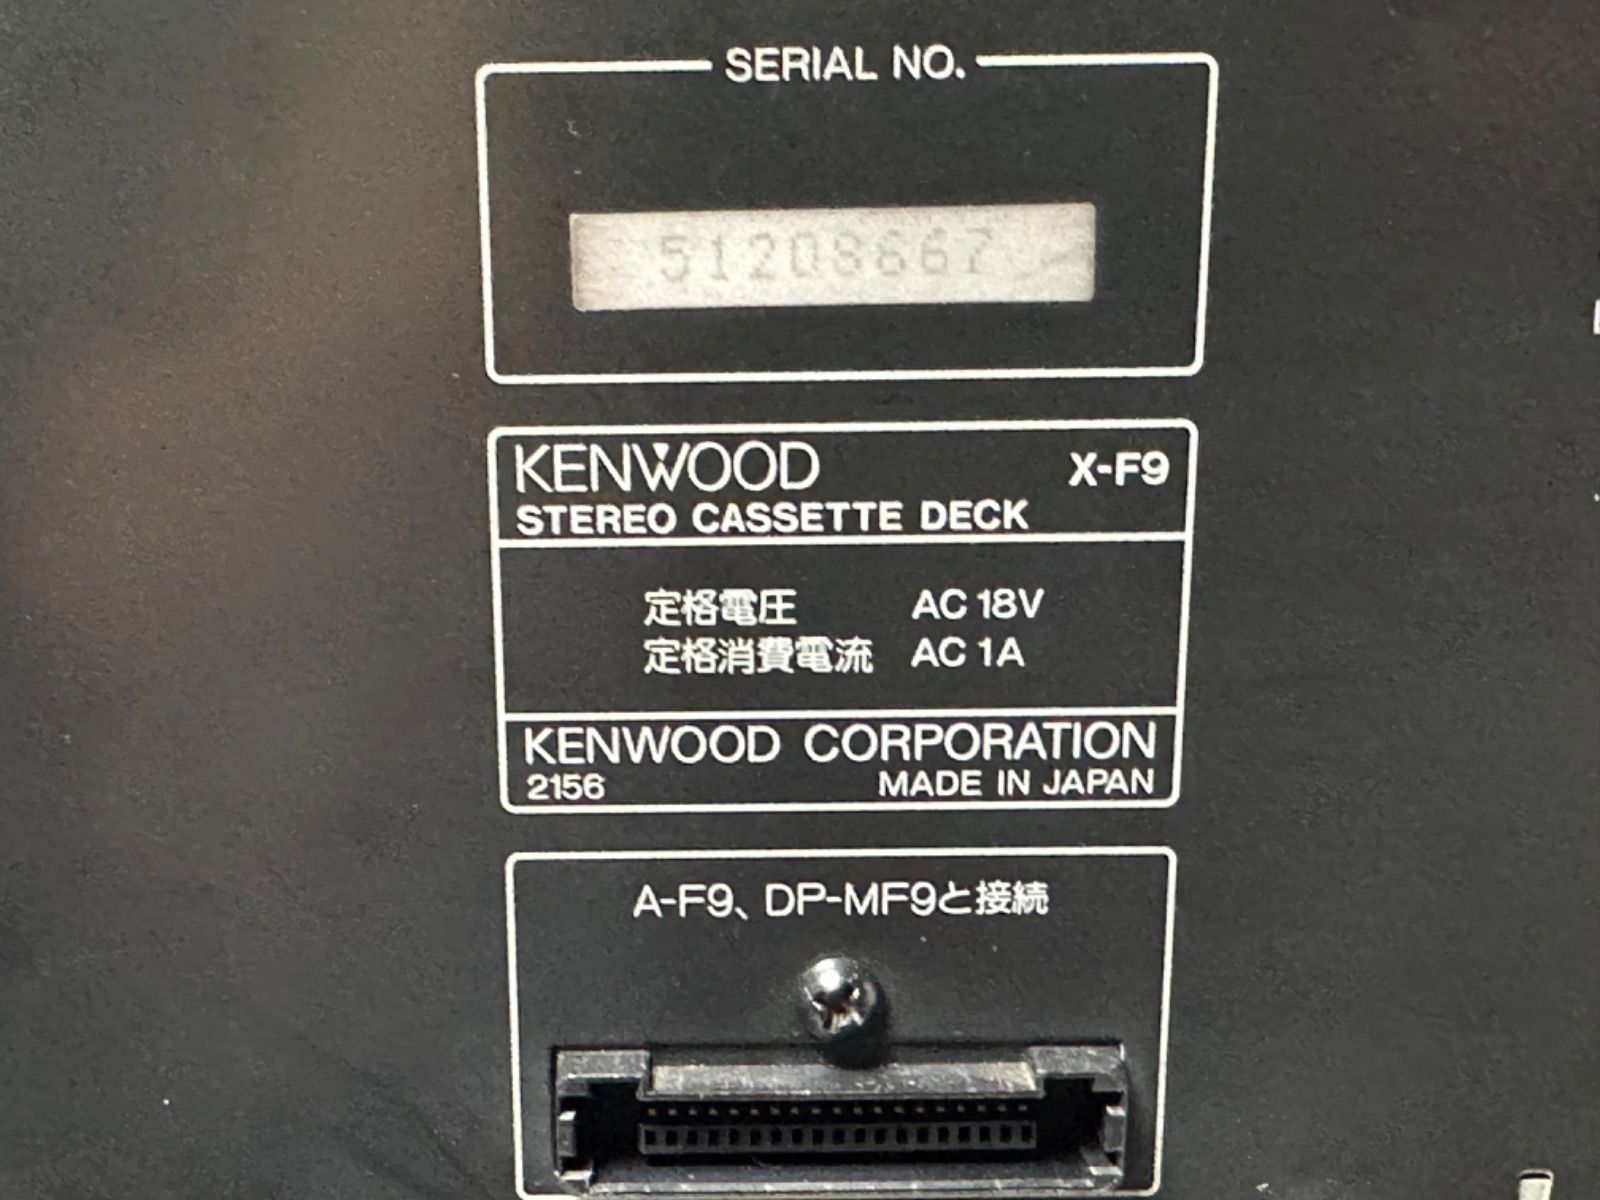 SERIAL NO.
51208667
KENWOOD X-F9
STEREO CASSETTE DECK
定格電圧 AC 18V
定格消費電流 AC 1A
KENWOOD CORPORATION
2156 MADE IN JAPAN
A-F9、DP-MF9と接続